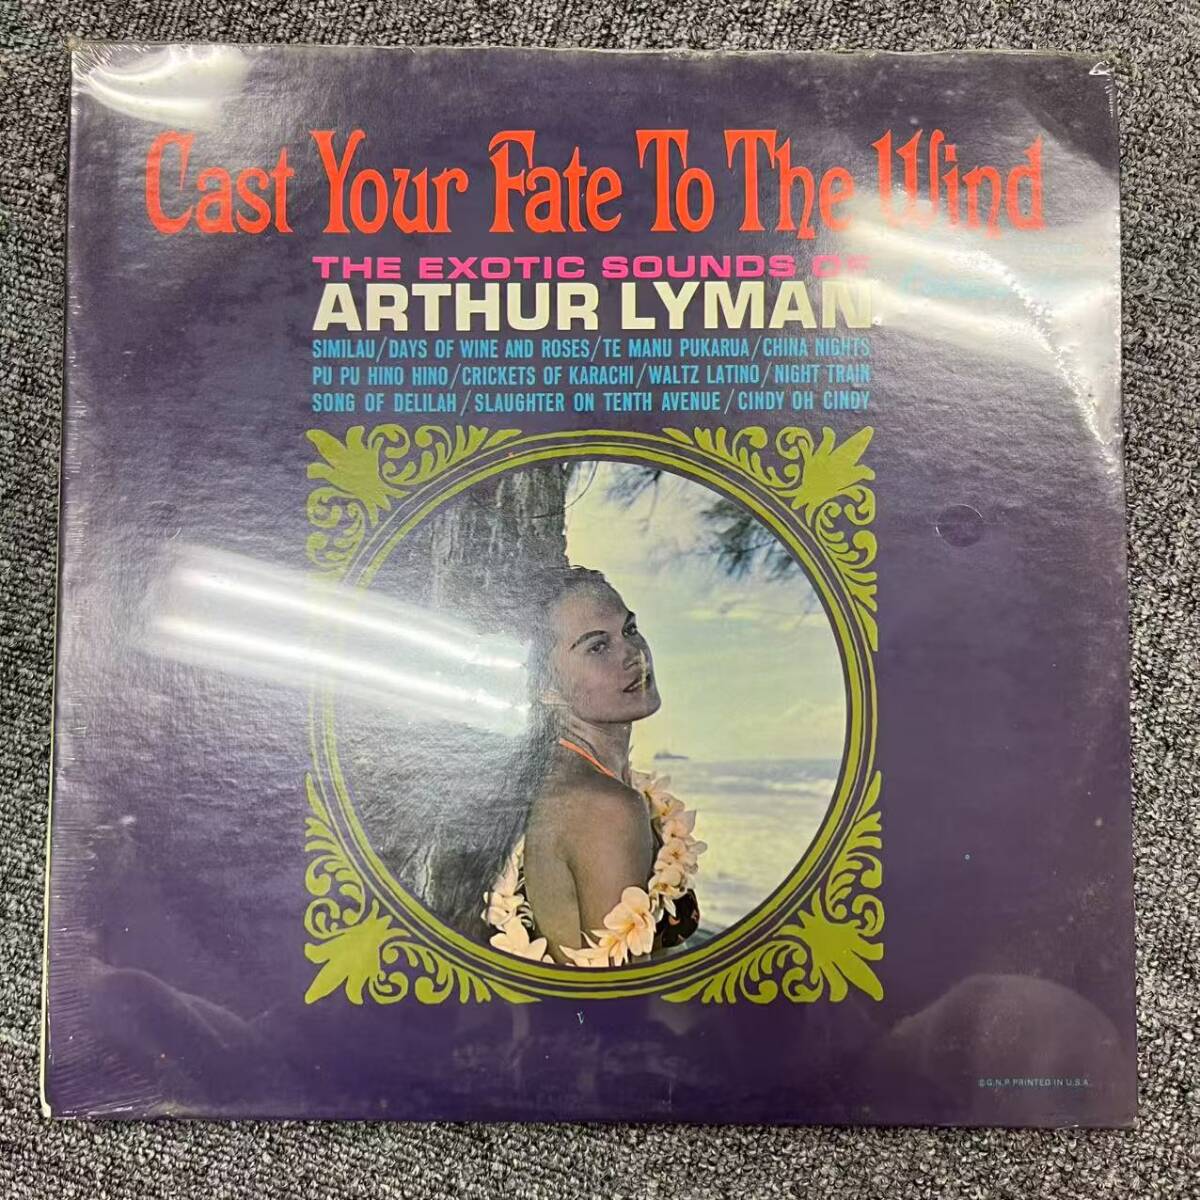 Cast Your Fate To The Wind
THE EXOTIC SOUNDS OF
ARTHUR LYMAN
SIMILAU/DAYS OF WINE AND ROSES/TE MANU PUKARUA/CHINA NIGHTS
PU PU HINO HINO/CRICKETS OF KARACHI/WALTZ LATINO/NIGHT TRAIN
SONG OF DELILAH/SLAUGHTER ON TENTH AVENUE/CINDY OH CINDY
©G.N.P. PRINTED IN U.S.A.